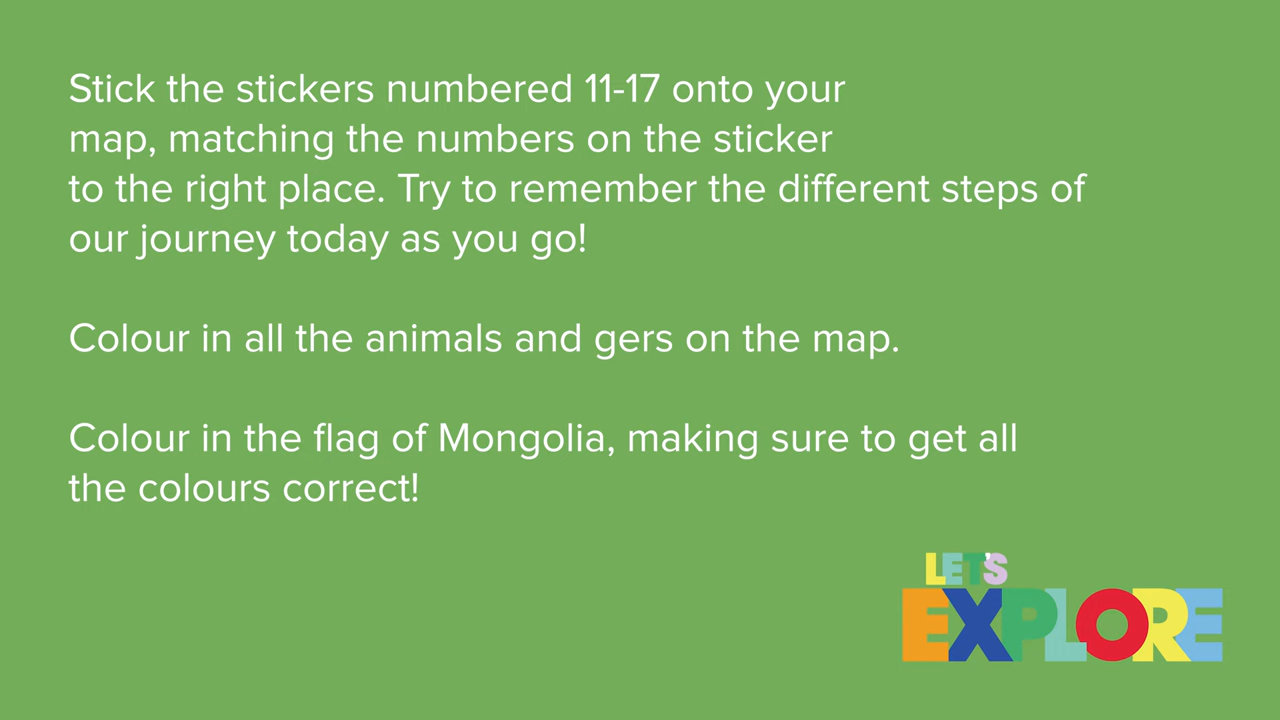 Stick the stickers numbered 11-17 onto your
map, matching the numbers on the sticker
to the right place. Try to remember the different steps of
our journey today as you go!
Colour in all the animals and gers on the map.
Colour in the flag of Mongolia, making sure to get all
the colours correct!
LET'S
EXPLORE